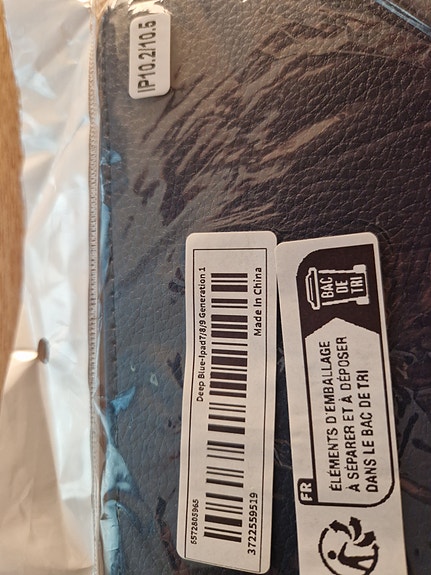 IP10.2/10.5
Deep Blue-Ipad7/8/9 Generation 1
Made In China
6572805965
3722559519
BAC
DE
TRI
FR
ÉLÉMENTS D'EMBALLAGE
À SÉPARER ET À DÉPOSER
DANS LE BAC DE TRI